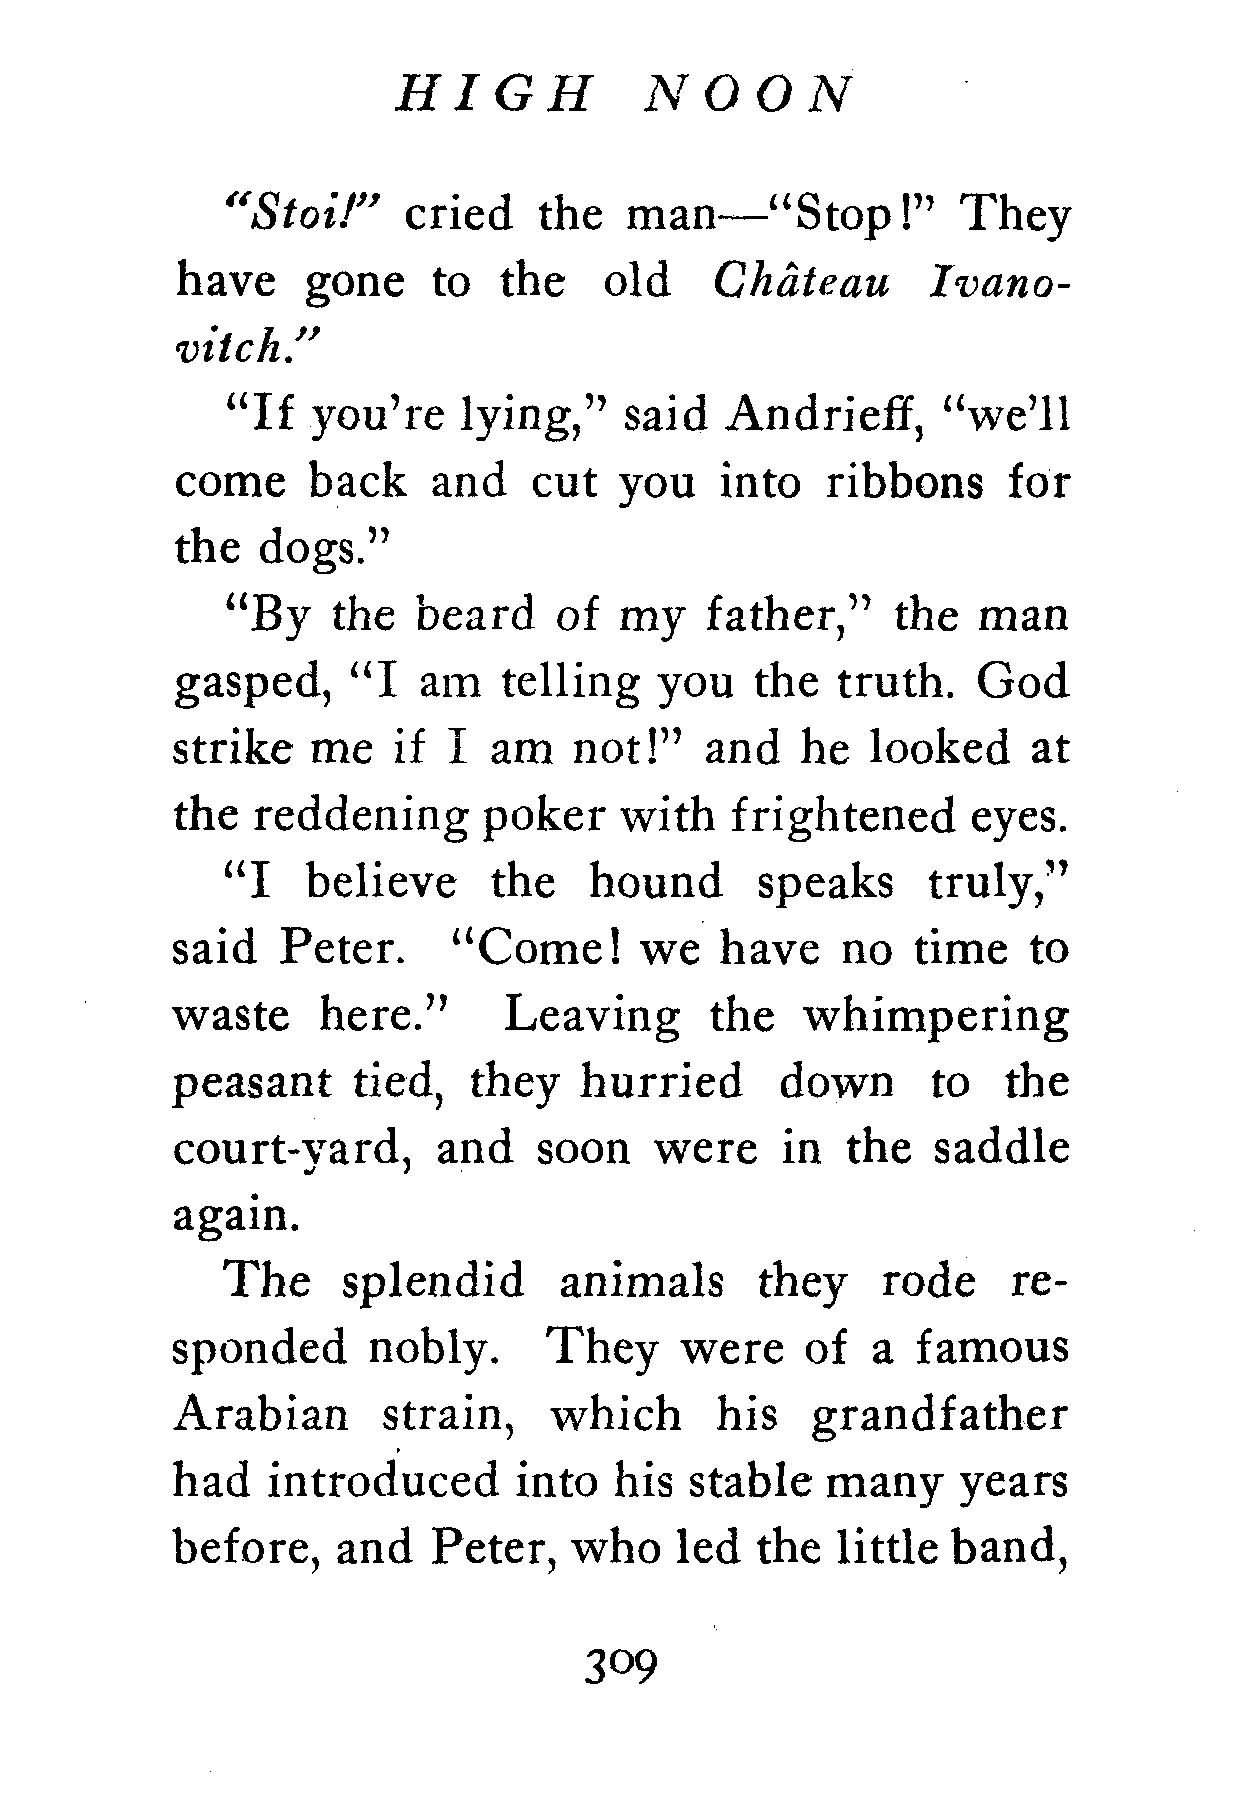 HIGH NOON
"Stoi!" cried the man—"Stop!" They
have gone to the old Château Ivano-
vitch."
"If you're lying," said Andrieff, "we'll
come back and cut you into ribbons for
the dogs."
"By the beard of my father," the man
gasped, "I am telling you the truth. God
strike me if I am not!" and he looked at
the reddening poker with frightened eyes.
"I believe the hound speaks truly,"
said Peter. "Come! we have no time to
waste here." Leaving the whimpering
peasant tied, they hurried down to the
court-yard, and soon were in the saddle
again.
The splendid animals they rode re-
sponded nobly. They were of a famous
Arabian strain, which his grandfather
had introduced into his stable many years
before, and Peter, who led the little band,
309